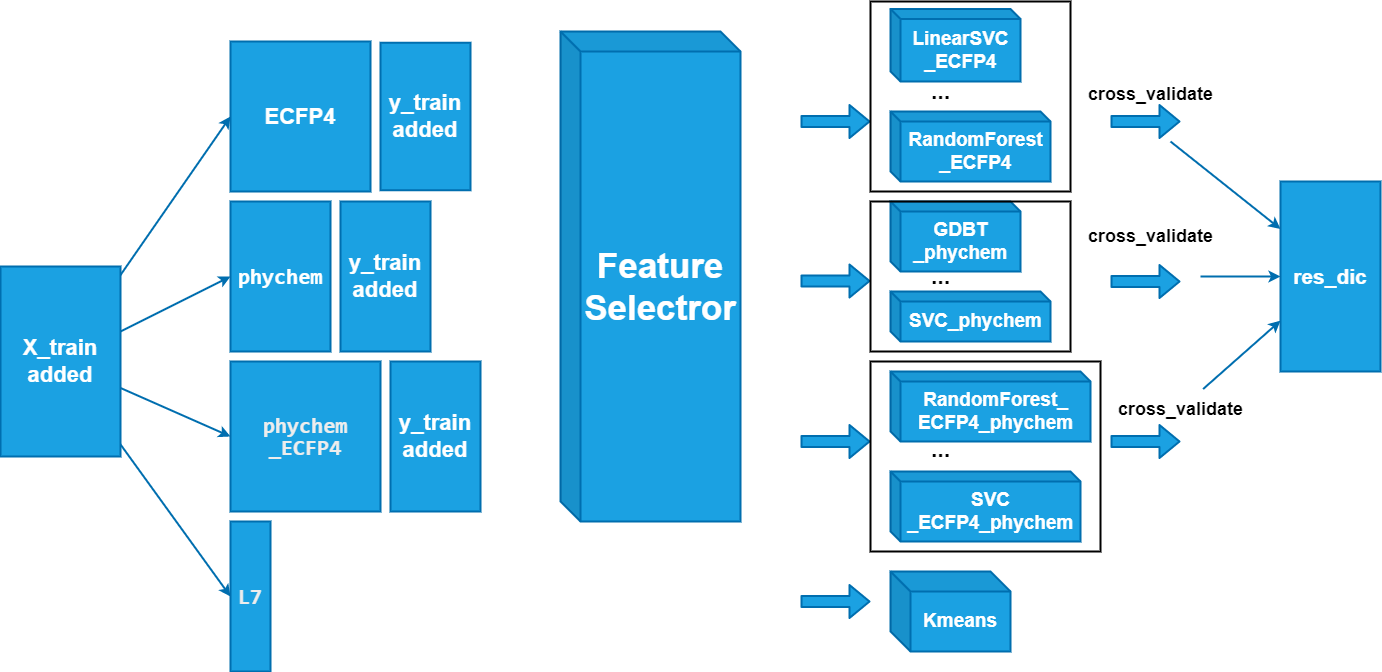 X_train
added
ECFP4
y_train
added
phychem
y_train
added
phychem
_ECFP4
y_train
added
L7
Feature
Selectror
LinearSVC
_ECFP4
...
RandomForest
_ECFP4
cross_validate
GDBT
_phychem
...
SVC_phychem
cross_validate
RandomForest_
ECFP4_phychem
...
SVC
_ECFP4_phychem
cross_validate
Kmeans
res_dic